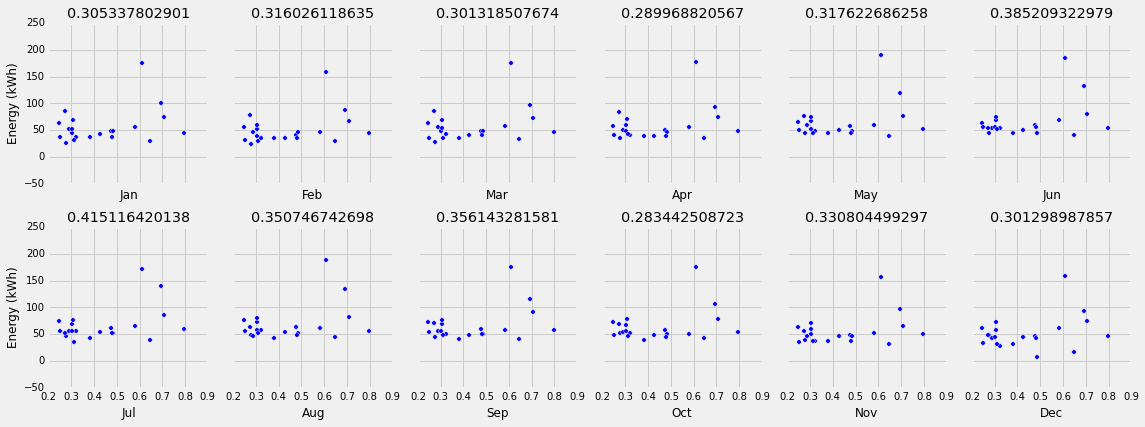 0.305337802901 0.316026118635 0.301318507674 0.289968820567 0.317622686258 0.385209322979
250
200
150
100
50
0
−50
Energy (kWh)
Jan Feb Mar Apr May Jun
0.415116420138 0.350746742698 0.356143281581 0.283442508723 0.330804499297 0.301298987857
250
200
150
100
50
0
−50
Energy (kWh)
0.2 0.3 0.4 0.5 0.6 0.7 0.8 0.9 0.2 0.3 0.4 0.5 0.6 0.7 0.8 0.9 0.2 0.3 0.4 0.5 0.6 0.7 0.8 0.9 0.2 0.3 0.4 0.5 0.6 0.7 0.8 0.9 0.2 0.3 0.4 0.5 0.6 0.7 0.8 0.9 0.2 0.3 0.4 0.5 0.6 0.7 0.8 0.9
Jul Aug Sep Oct Nov Dec